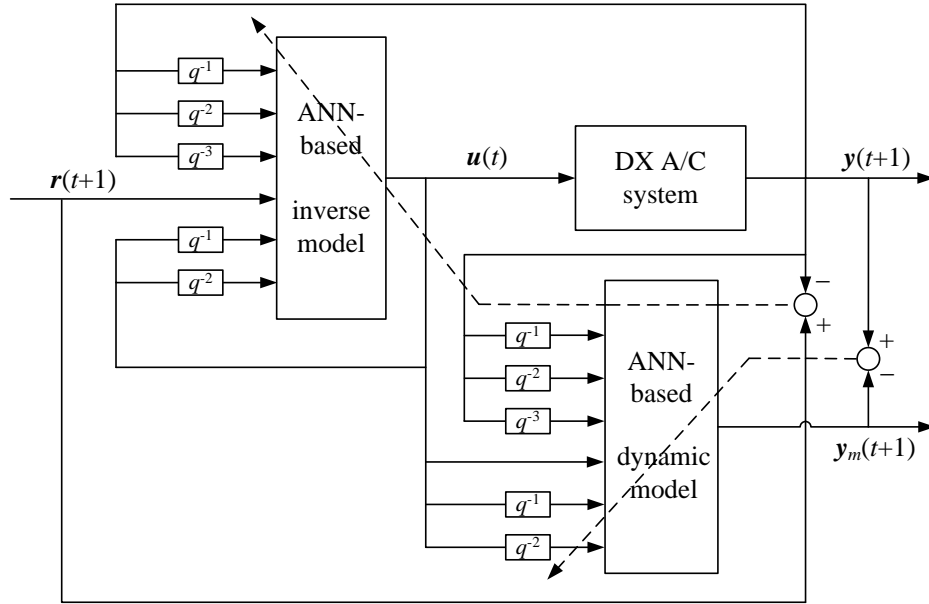 q⁻¹
q⁻²
q⁻³
ANN-
based
inverse
model
r(t+1)
q⁻¹
q⁻²
u(t)
DX A/C
system
y(t+1)
−
+
+
−
q⁻¹
q⁻²
q⁻³
ANN-
based
dynamic
model
yₘ(t+1)
q⁻¹
q⁻²